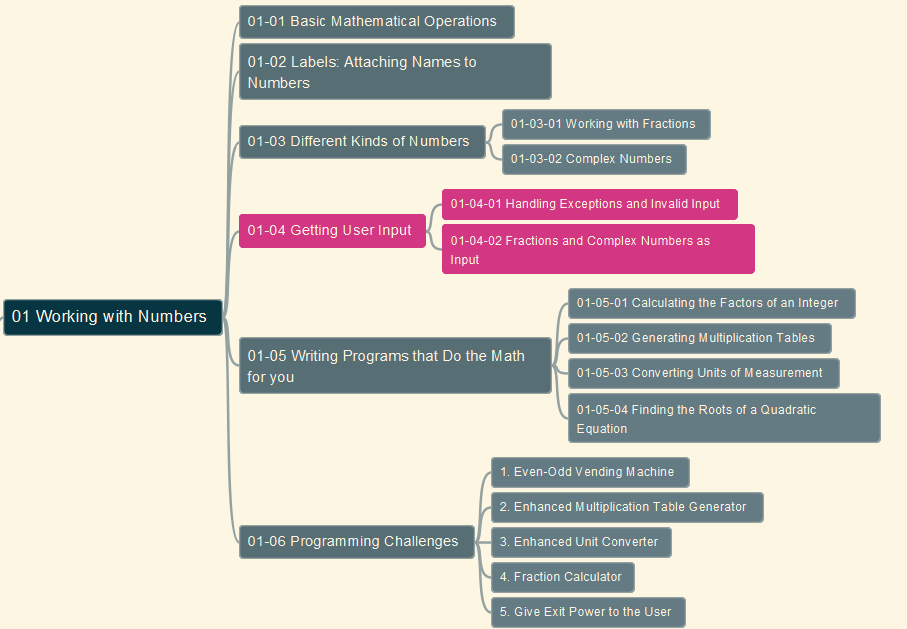 01 Working with Numbers
01-01 Basic Mathematical Operations
01-02 Labels: Attaching Names to
Numbers
01-03 Different Kinds of Numbers
01-03-01 Working with Fractions
01-03-02 Complex Numbers
01-04 Getting User Input
01-04-01 Handling Exceptions and Invalid Input
01-04-02 Fractions and Complex Numbers as
Input
01-05 Writing Programs that Do the Math
for you
01-05-01 Calculating the Factors of an Integer
01-05-02 Generating Multiplication Tables
01-05-03 Converting Units of Measurement
01-05-04 Finding the Roots of a Quadratic
Equation
01-06 Programming Challenges
1. Even-Odd Vending Machine
2. Enhanced Multiplication Table Generator
3. Enhanced Unit Converter
4. Fraction Calculator
5. Give Exit Power to the User